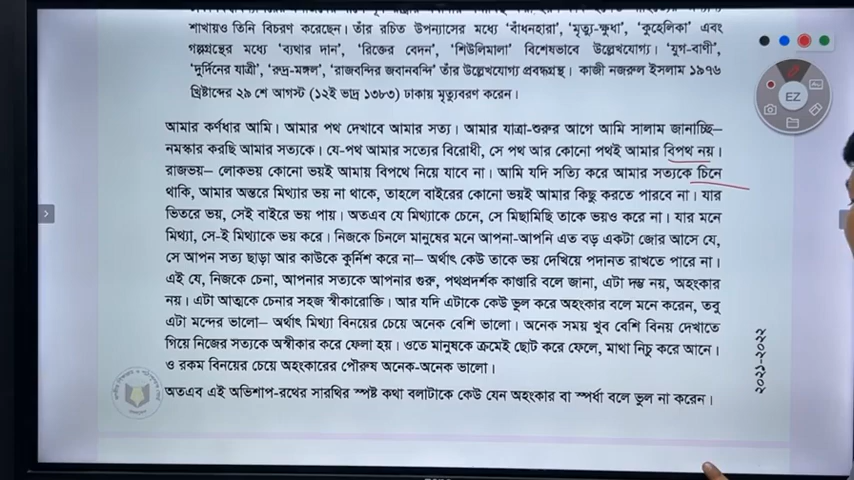 শাখায়ও তিনি বিচরণ করেছেন। তাঁর রচিত উপন্যাসের মধ্যে ‘বাঁধনহারা’, ‘মৃত্যু-ক্ষুধা’, ‘কুহেলিকা’ এবং
গল্পগ্রন্থের মধ্যে ‘ব্যথার দান’, ‘রিক্তের বেদন’, ‘শিউলিমালা’ বিশেষভাবে উল্লেখযোগ্য। ‘যুগ-বাণী’,
‘দুর্দিনের যাত্রী’, ‘রুদ্র-মঙ্গল’, ‘রাজবন্দির জবানবন্দি’ তাঁর উল্লেখযোগ্য প্রবন্ধগ্রন্থ। কাজী নজরুল ইসলাম ১৯৭৬
খ্রিষ্টাব্দের ২৯ শে আগস্ট (১২ই ভাদ্র ১৩৮৩) ঢাকায় মৃত্যুবরণ করেন।
আমার কর্ণধার আমি। আমার পথ দেখাবে আমার সত্য। আমার যাত্রা-শুরুর আগে আমি সালাম জানাচ্ছি–
নমস্কার করছি আমার সত্যকে। যে-পথ আমার সত্যের বিরোধী, সে পথ আর কোনো পথই আমার বিপথ নয়।
রাজভয়– লোকভয় কোনো ভয়ই আমায় বিপথে নিয়ে যাবে না। আমি যদি সত্যি করে আমার সত্যকে চিনে
থাকি, আমার অন্তরে মিথ্যার ভয় না থাকে, তাহলে বাইরের কোনো ভয়ই আমার কিছু করতে পারবে না। যার
ভিতরে ভয়, সেই বাইরে ভয় পায়। অতএব যে মিথ্যাকে চেনে, সে মিছামিছি তাকে ভয়ও করে না। যার মনে
মিথ্যা, সে-ই মিথ্যাকে ভয় করে। নিজকে চিনলে মানুষের মনে আপনা-আপনি এত বড় একটা জোর আসে যে,
সে আপন সত্য ছাড়া আর কাউকে কুর্নিশ করে না– অর্থাৎ কেউ তাকে ভয় দেখিয়ে পদানত রাখতে পারে না।
এই যে, নিজকে চেনা, আপনার সত্যকে আপনার গুরু, পথপ্রদর্শক কাণ্ডারি বলে জানা, এটা দম্ভ নয়, অহংকার
নয়। এটা আত্মকে চেনার সহজ স্বীকারোক্তি। আর যদি এটাকে কেউ ভুল করে অহংকার বলে মনে করেন, তবু
এটা মন্দের ভালো– অর্থাৎ মিথ্যা বিনয়ের চেয়ে অনেক বেশি ভালো। অনেক সময় খুব বেশি বিনয় দেখাতে
গিয়ে নিজের সত্যকে অস্বীকার করে ফেলা হয়। ওতে মানুষকে ক্রমেই ছোট করে ফেলে, মাথা নিচু করে আনে।
ও রকম বিনয়ের চেয়ে অহংকারের পৌরুষ অনেক-অনেক ভালো।
অতএব এই অভিশাপ-রথের সারথির স্পষ্ট কথা বলাটাকে কেউ যেন অহংকার বা স্পর্ধা বলে ভুল না করেন।
২০২১-২০২২
EZ